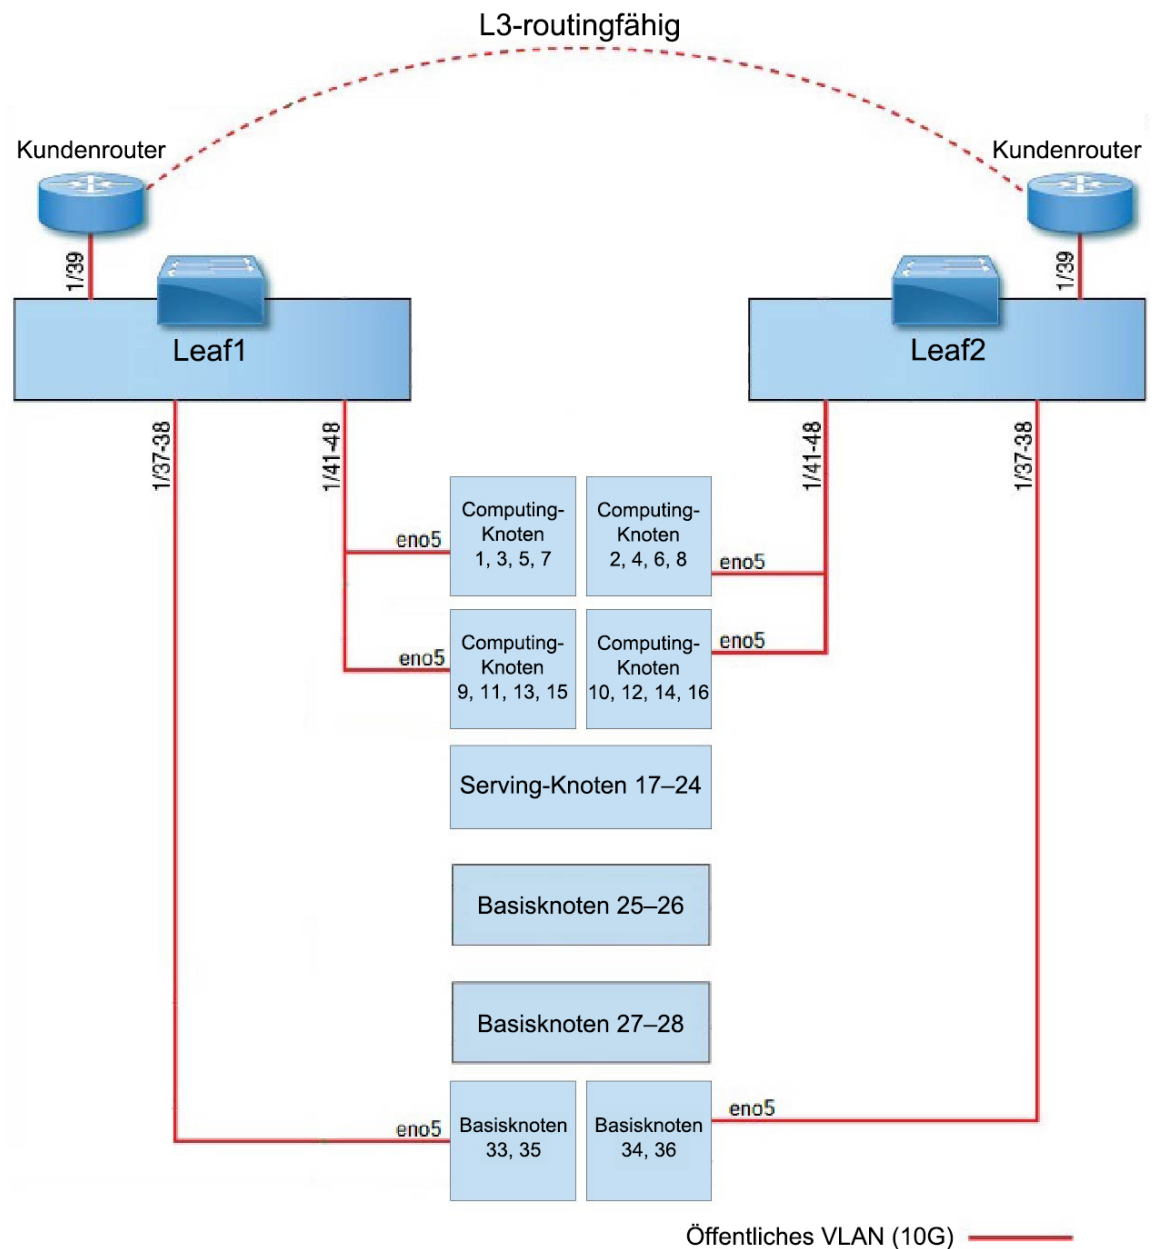 L3-routingfähig
Kundenrouter
Kundenrouter
1/39
1/39
Leaf1
Leaf2
1/37-38
1/41-48
1/41-48
1/37-38
Computing-
Knoten
1, 3, 5, 7
Computing-
Knoten
2, 4, 6, 8
eno5
eno5
Computing-
Knoten
9, 11, 13, 15
Computing-
Knoten
10, 12, 14, 16
eno5
eno5
Serving-Knoten 17–24
Basisknoten 25–26
Basisknoten 27–28
Basisknoten
33, 35
Basisknoten
34, 36
eno5
eno5
Öffentliches VLAN (10G)